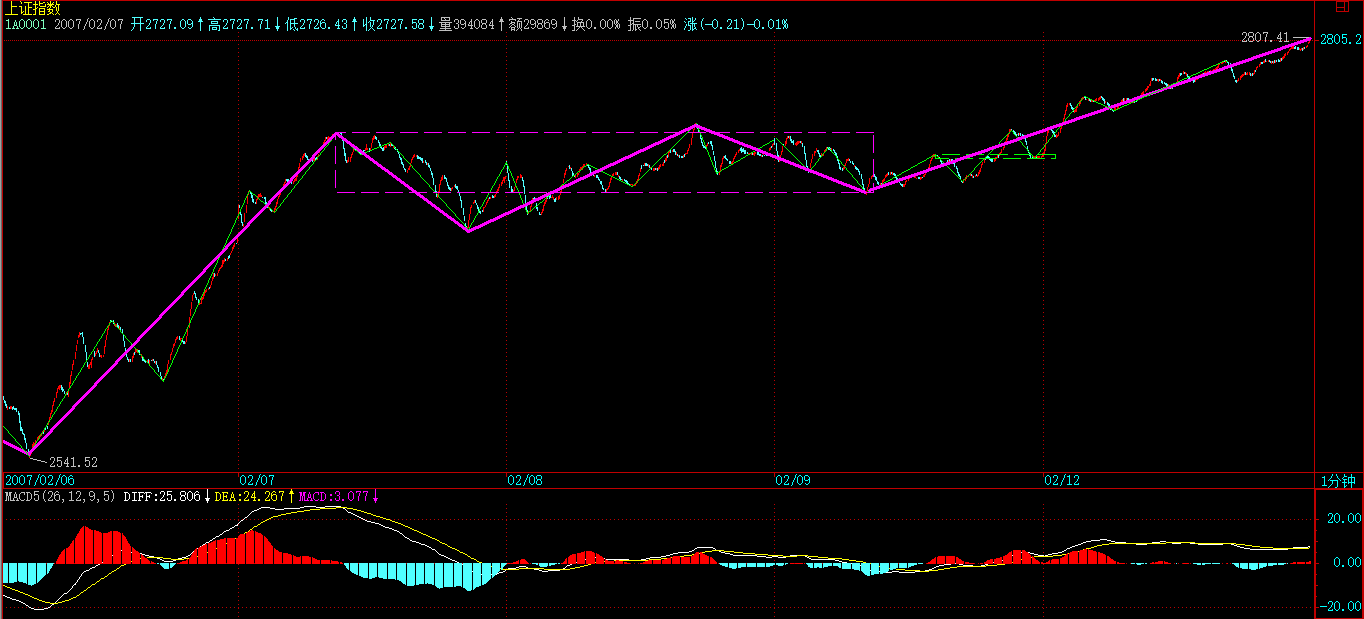 上证指数
日
1A0001 2007/02/07 开2727.09↑高2727.71↓低2726.43↑收2727.58↓量394084↑额29869↓换0.00% 振0.05% 涨(-0.21)-0.01%
2807.41
2805.2
2541.52
2007/02/06 02/07 02/08 02/09 02/12 1分钟
MACD5(26,12,9,5) DIFF:25.806↓DEA:24.267↑MACD:3.077↓
20.00
0.00
-20.00